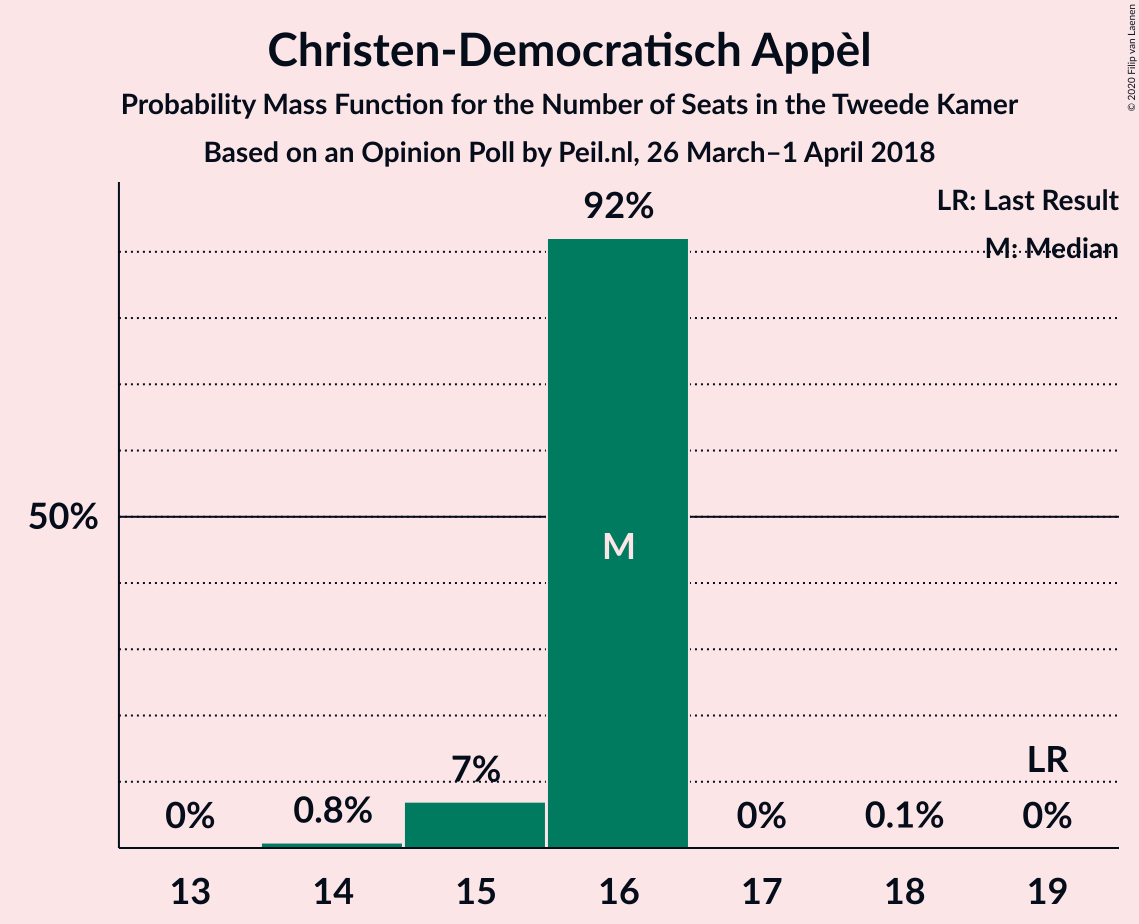 Christen-Democratisch Appèl
Probability Mass Function for the Number of Seats in the Tweede Kamer
Based on an Opinion Poll by Peil.nl, 26 March–1 April 2018
© 2020 Filip van Laenen
LR: Last Result
M: Median
92%
50%
M
7%
LR
0%
0.8%
0%
0.1%
0%
13 14 15 16 17 18 19